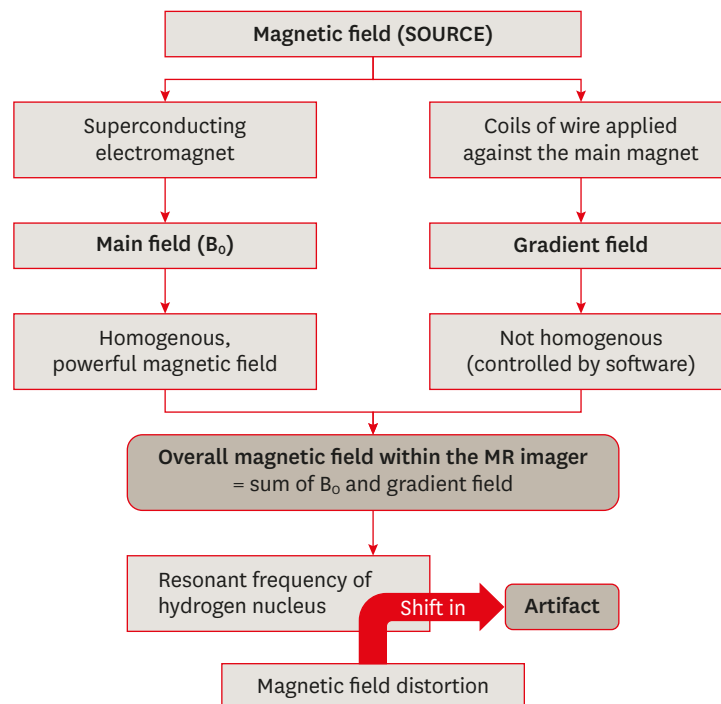 Magnetic field (SOURCE)
Superconducting
electromagnet
Coils of wire applied
against the main magnet
Main field (B₀)
Gradient field
Homogenous,
powerful magnetic field
Not homogenous
(controlled by software)
Overall magnetic field within the MR imager
= sum of B₀ and gradient field
Resonant frequency of
hydrogen nucleus
Shift in
Artifact
Magnetic field distortion